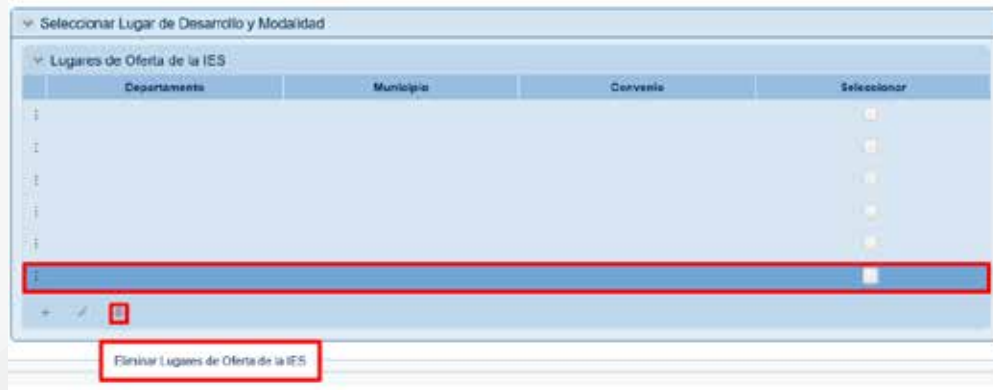 Seleccionar Lugar de Desarrollo y Modalidad
Lugares de Oferta de la IES
Departamento Municipio Convenio Seleccionar
Eliminar Lugares de Oferta de la IES